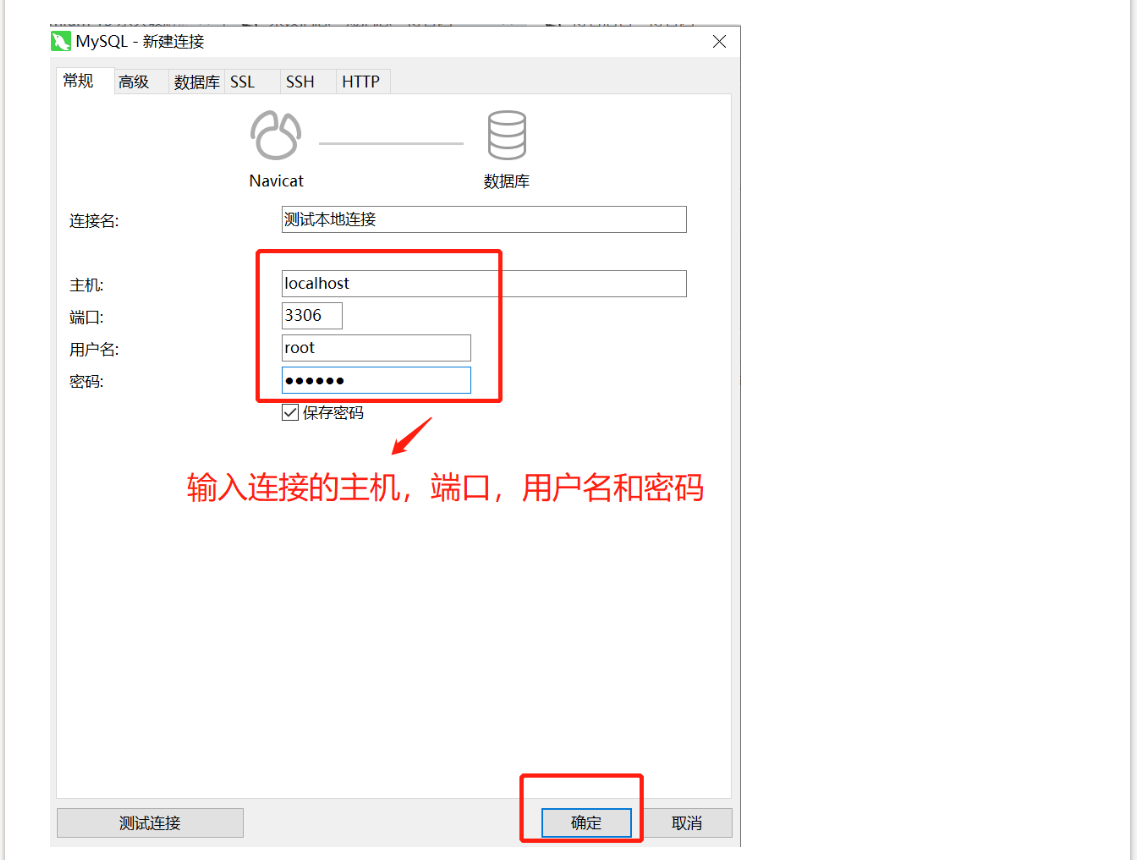 MySQL - 新建连接
常规 高级 数据库 SSL SSH HTTP
Navicat 数据库
连接名: 测试本地连接
主机: localhost
端口: 3306
用户名: root
密码: ●●●●●●
保存密码
输入连接的主机，端口，用户名和密码
测试连接 确定 取消